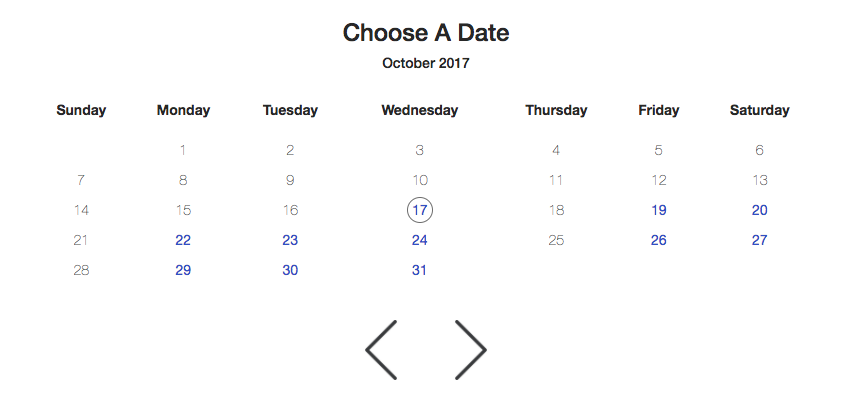 Choose A Date
October 2017
Sunday Monday Tuesday Wednesday Thursday Friday Saturday
1 2 3 4 5 6
7 8 9 10 11 12 13
14 15 16 17 18 19 20
21 22 23 24 25 26 27
28 29 30 31